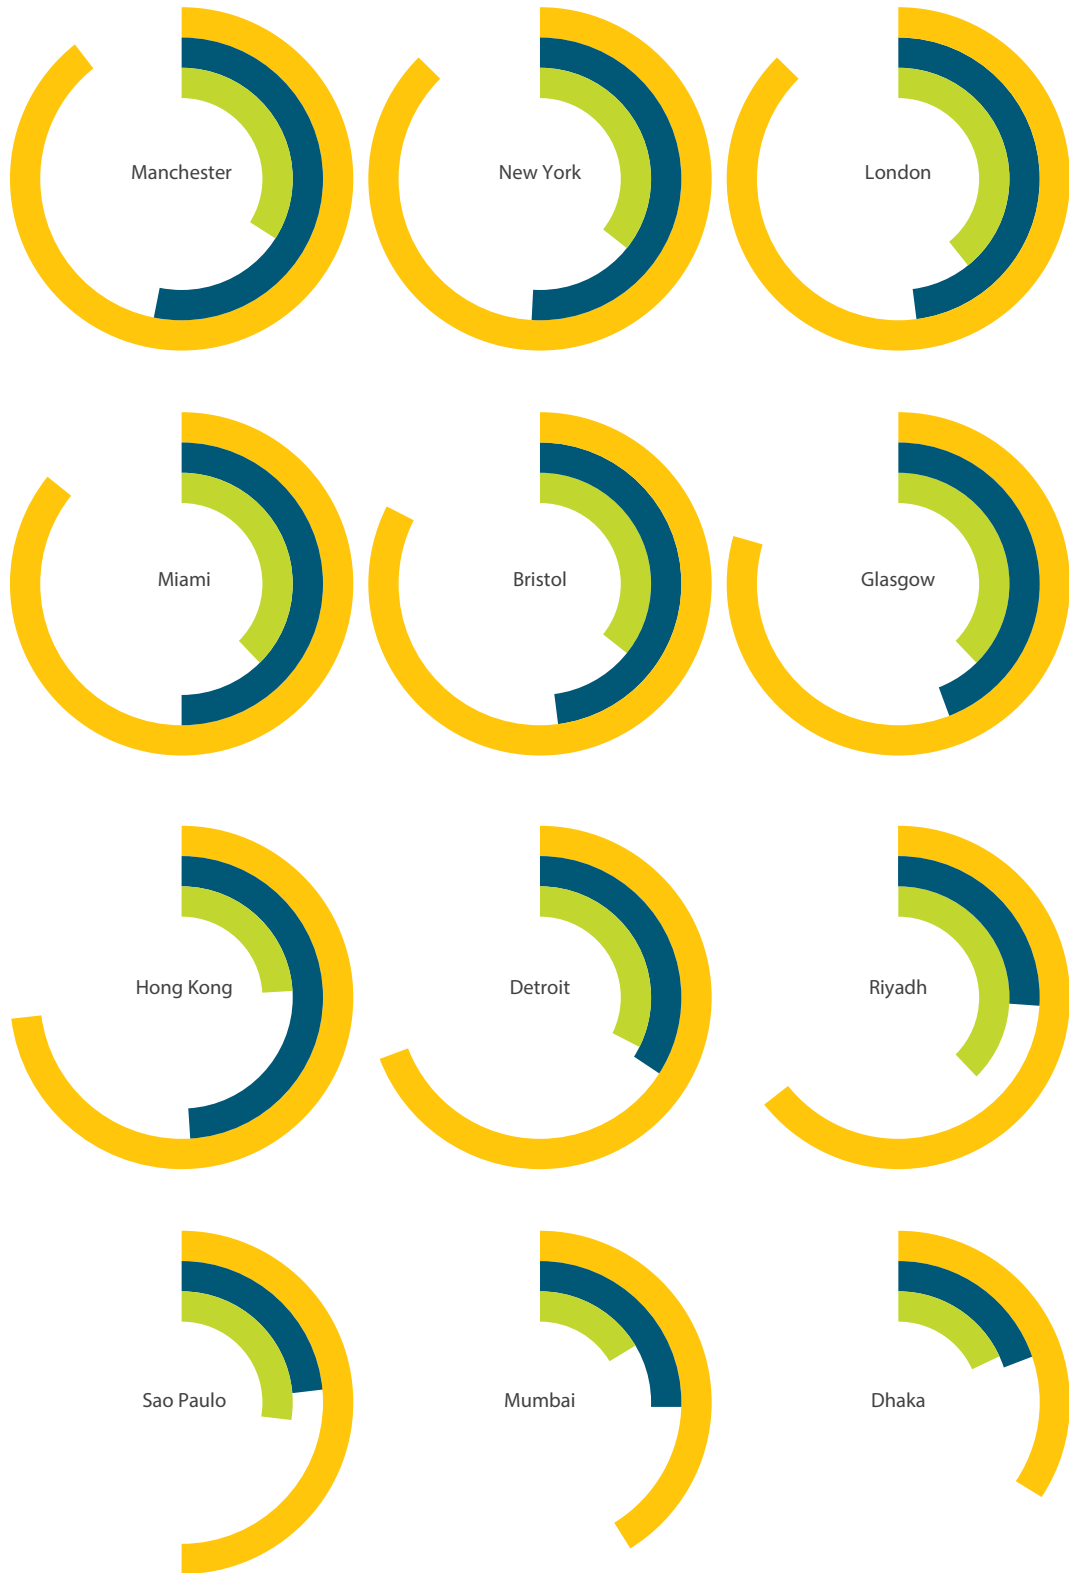 Manchester
New York
London
Miami
Bristol
Glasgow
Hong Kong
Detroit
Riyadh
Sao Paulo
Mumbai
Dhaka